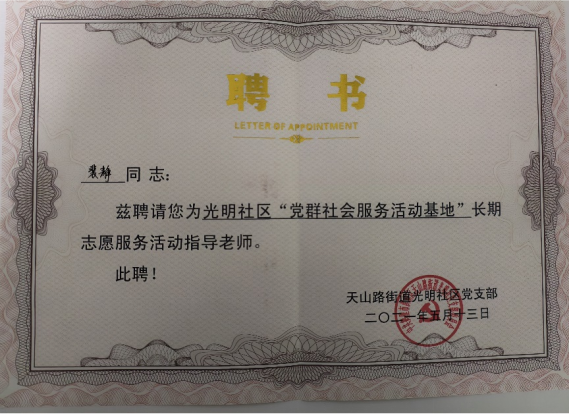 聘书
LETTER OF APPOINTMENT
裴静 同志：
兹聘请您为光明社区“党群社会服务活动基地”长期
志愿服务活动指导老师。
此聘！
天山路街道光明社区党支部
二〇二一年五月十三日